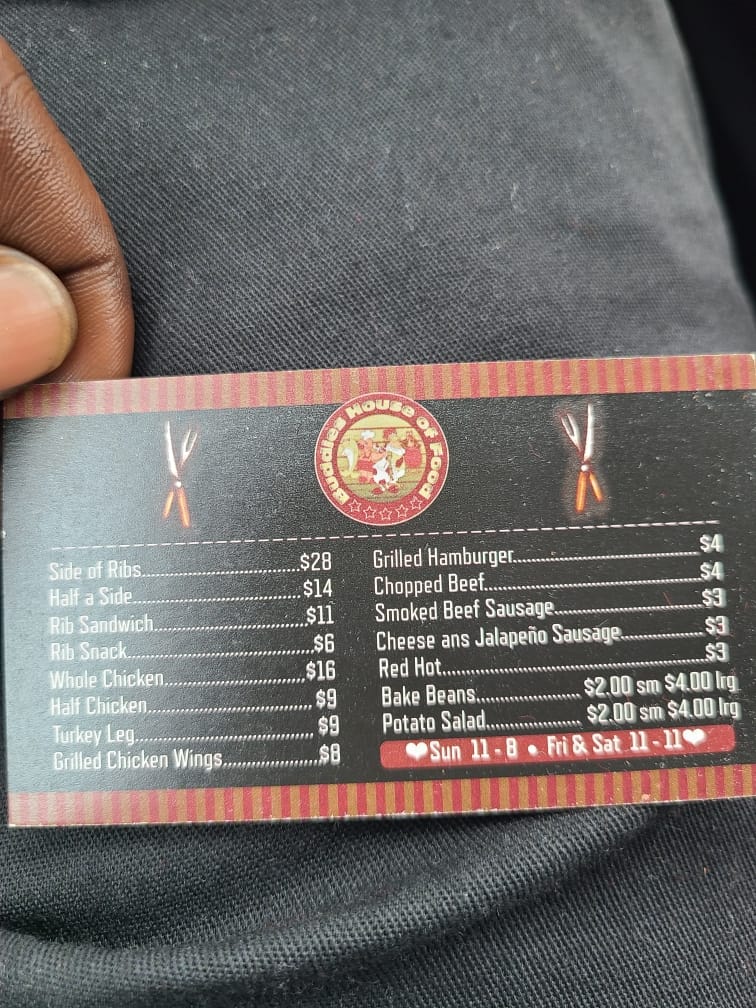 Buddies House of Food
Side of Ribs..............................$28
Half a Side..............................$14
Rib Sandwich..............................$11
Rib Snack..............................$6
Whole Chicken..............................$16
Half Chicken..............................$9
Turkey Leg..............................$9
Grilled Chicken Wings..............................$8
Grilled Hamburger..............................$4
Chopped Beef..............................$4
Smoked Beef Sausage..............................$3
Cheese ans Jalapeño Sausage..............................$3
Red Hot..............................$3
Bake Beans.................... $2.00 sm $4.00 lrg
Potato Salad.................... $2.00 sm $4.00 lrg
❤Sun 11 - 8 • Fri & Sat 11 - 11❤